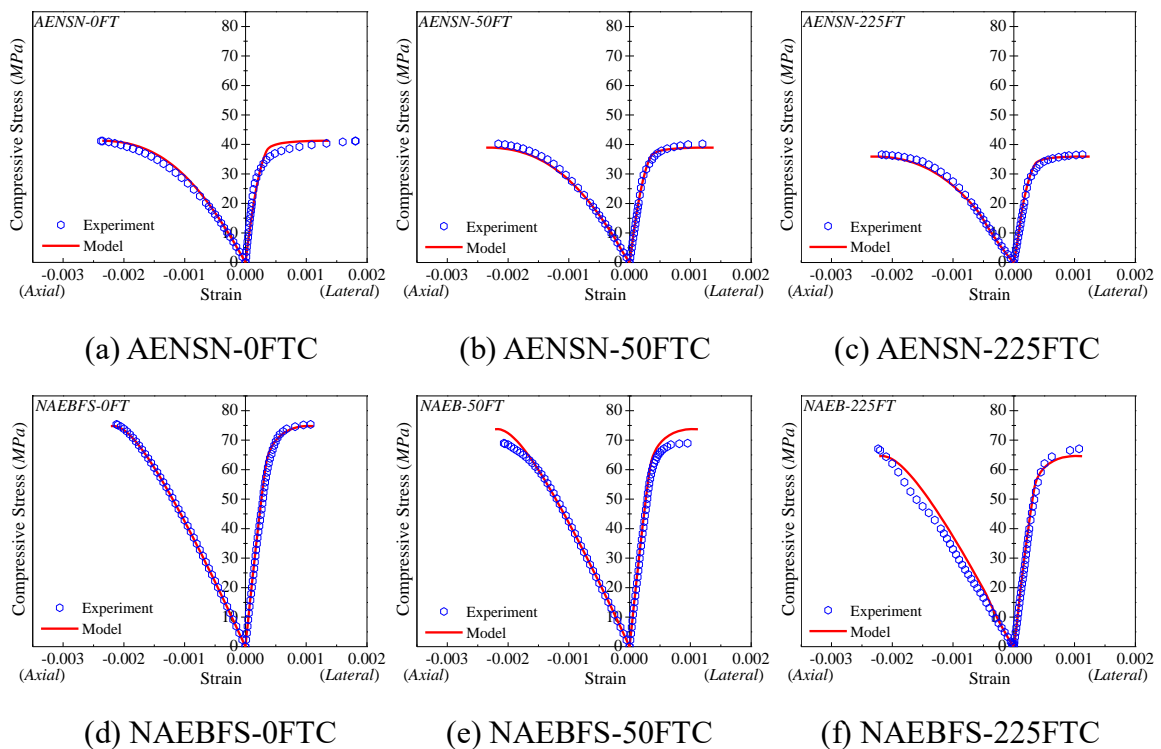 AENSN-0FT
80
70
60
50
40
30
20
10
0
Compressive Stress (MPa)
Experiment
Model
-0.003 -0.002 -0.001 0.000 0.001 0.002
(Axial) Strain (Lateral)
(a) AENSN-0FTC
AENSN-50FT
80
70
60
50
40
30
20
10
0
Compressive Stress (MPa)
Experiment
Model
-0.003 -0.002 -0.001 0.000 0.001 0.002
(Axial) Strain (Lateral)
(b) AENSN-50FTC
AENSN-225FT
80
70
60
50
40
30
20
10
0
Compressive Stress (MPa)
Experiment
Model
-0.003 -0.002 -0.001 0.000 0.001 0.002
(Axial) Strain (Lateral)
(c) AENSN-225FTC
NAEBFS-0FT
80
70
60
50
40
30
20
10
0
Compressive Stress (MPa)
Experiment
Model
-0.003 -0.002 -0.001 0.000 0.001 0.002
(Axial) Strain (Lateral)
(d) NAEBFS-0FTC
NAEB-50FT
80
70
60
50
40
30
20
10
0
Compressive Stress (MPa)
Experiment
Model
-0.003 -0.002 -0.001 0.000 0.001 0.002
(Axial) Strain (Lateral)
(e) NAEBFS-50FTC
NAEB-225FT
80
70
60
50
40
30
20
10
0
Compressive Stress (MPa)
Experiment
Model
-0.003 -0.002 -0.001 0.000 0.001 0.002
(Axial) Strain (Lateral)
(f) NAEBFS-225FTC